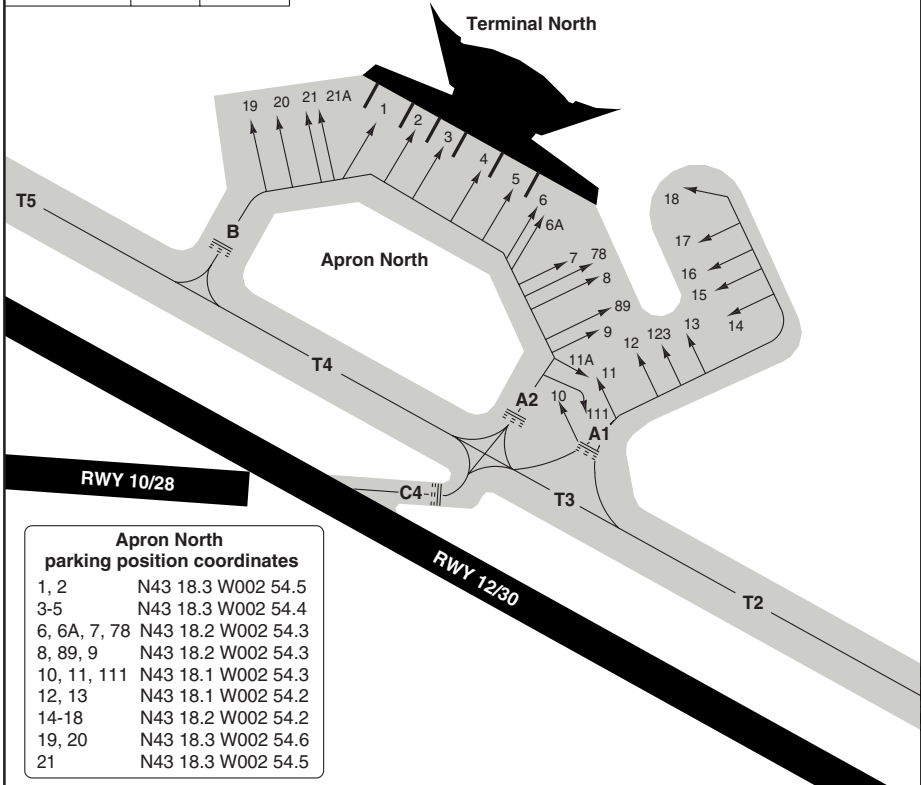 Terminal North
19
20
21
21A
1
2
3
4
5
6
6A
18
17
16
15
14
T5
B
Apron North
7
78
8
89
9
12
123
13
T4
11A
11
A2
10
111
A1
RWY 10/28
C4
T3
RWY 12/30
T2
Apron North
parking position coordinates
1, 2 N43 18.3 W002 54.5
3-5 N43 18.3 W002 54.4
6, 6A, 7, 78 N43 18.2 W002 54.3
8, 89, 9 N43 18.2 W002 54.3
10, 11, 111 N43 18.1 W002 54.3
12, 13 N43 18.1 W002 54.2
14-18 N43 18.2 W002 54.2
19, 20 N43 18.3 W002 54.6
21 N43 18.3 W002 54.5